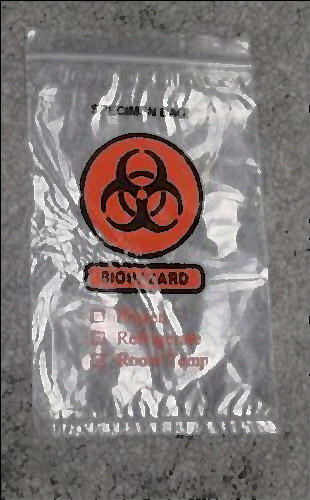 SPECIMEN BAG
BIOHAZARD
Frozen
Refrigerate
Room Temp